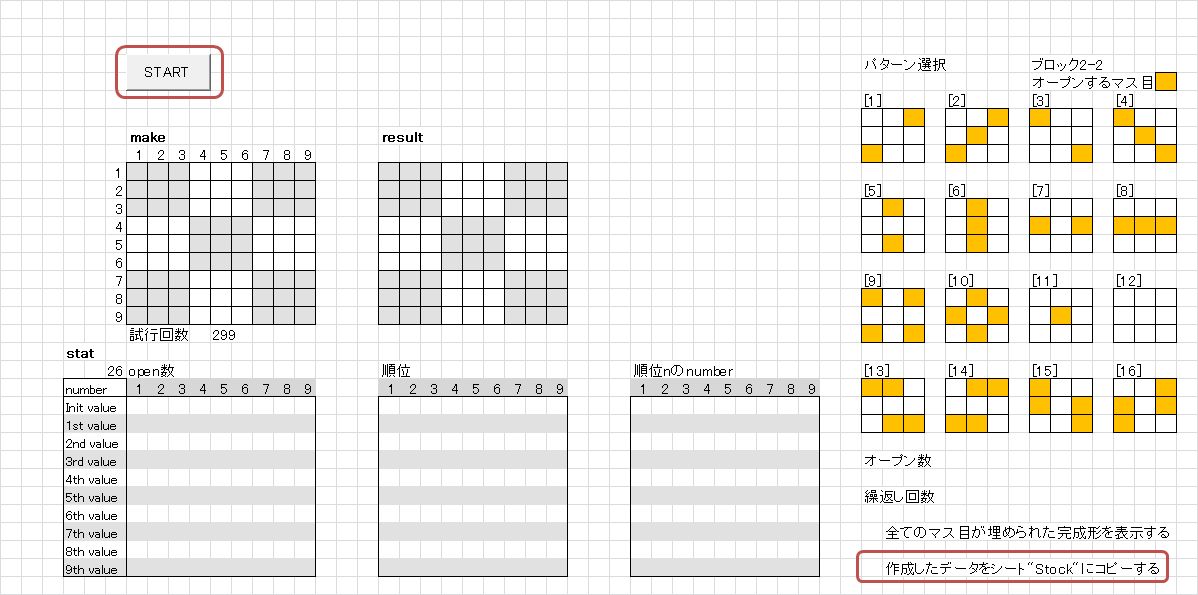 START
パターン選択 ブロック2-2
オープンするマス目
[1] [2] [3] [4]
make result
1 2 3 4 5 6 7 8 9
1
2
3
4
5
6
7
8
9
[5] [6] [7] [8]
[9] [10] [11] [12]
試行回数 299
stat
26 open数 順位 順位nのnumber
[13] [14] [15] [16]
number 1 2 3 4 5 6 7 8 9 1 2 3 4 5 6 7 8 9 1 2 3 4 5 6 7 8 9
Init value
1st value
2nd value
3rd value
4th value
5th value
6th value
7th value
8th value
9th value
オープン数
繰返し回数
全てのマス目が埋められた完成形を表示する
作成したデータをシート“Stock“にコピーする